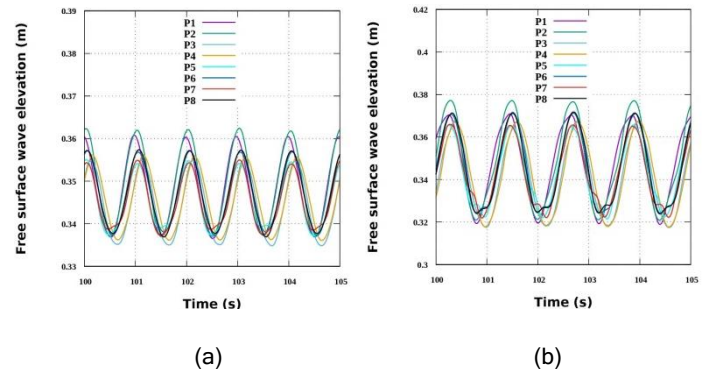 0.39
0.38
0.37
0.36
0.35
0.34
0.33
Free surface wave elevation (m)
P1
P2
P3
P4
P5
P6
P7
P8
100 101 102 103 104 105
Time (s)
(a)
0.42
0.4
0.38
0.36
0.34
0.32
0.3
Free surface wave elevation (m)
P1
P2
P3
P4
P5
P6
P7
P8
100 101 102 103 104 105
Time (s)
(b)